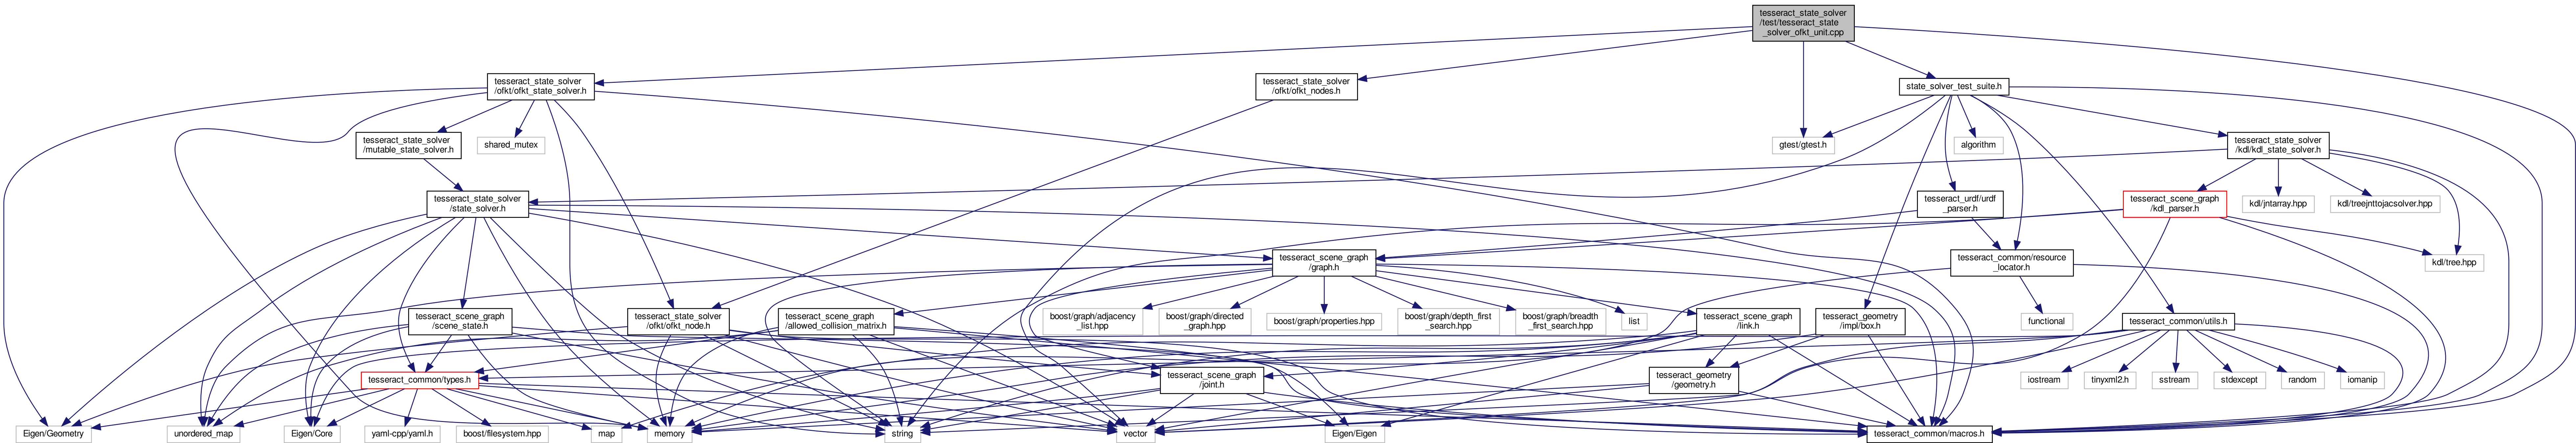 tesseract_state_solver
/test/tesseract_state
_solver_ofkt_unit.cpp
tesseract_state_solver
/ofkt/ofkt_state_solver.h
tesseract_state_solver
/ofkt/ofkt_nodes.h
state_solver_test_suite.h
tesseract_state_solver
/mutable_state_solver.h
shared_mutex
gtest/gtest.h
algorithm
tesseract_state_solver
/kdl/kdl_state_solver.h
tesseract_state_solver
/state_solver.h
tesseract_urdf/urdf
_parser.h
tesseract_scene_graph
/kdl_parser.h
kdl/jntarray.hpp
kdl/treejnttojacsolver.hpp
tesseract_scene_graph
/graph.h
tesseract_common/resource
_locator.h
kdl/tree.hpp
tesseract_scene_graph
/scene_state.h
tesseract_state_solver
/ofkt/ofkt_node.h
tesseract_scene_graph
/allowed_collision_matrix.h
boost/graph/adjacency
_list.hpp
boost/graph/directed
_graph.hpp
boost/graph/properties.hpp
boost/graph/depth_first
_search.hpp
boost/graph/breadth
_first_search.hpp
list
tesseract_scene_graph
/link.h
tesseract_geometry
/impl/box.h
functional
tesseract_common/utils.h
tesseract_common/types.h
tesseract_scene_graph
/joint.h
tesseract_geometry
/geometry.h
iostream
tinyxml2.h
sstream
stdexcept
random
iomanip
Eigen/Geometry
unordered_map
Eigen/Core
yaml-cpp/yaml.h
boost/filesystem.hpp
map
memory
string
vector
Eigen/Eigen
tesseract_common/macros.h